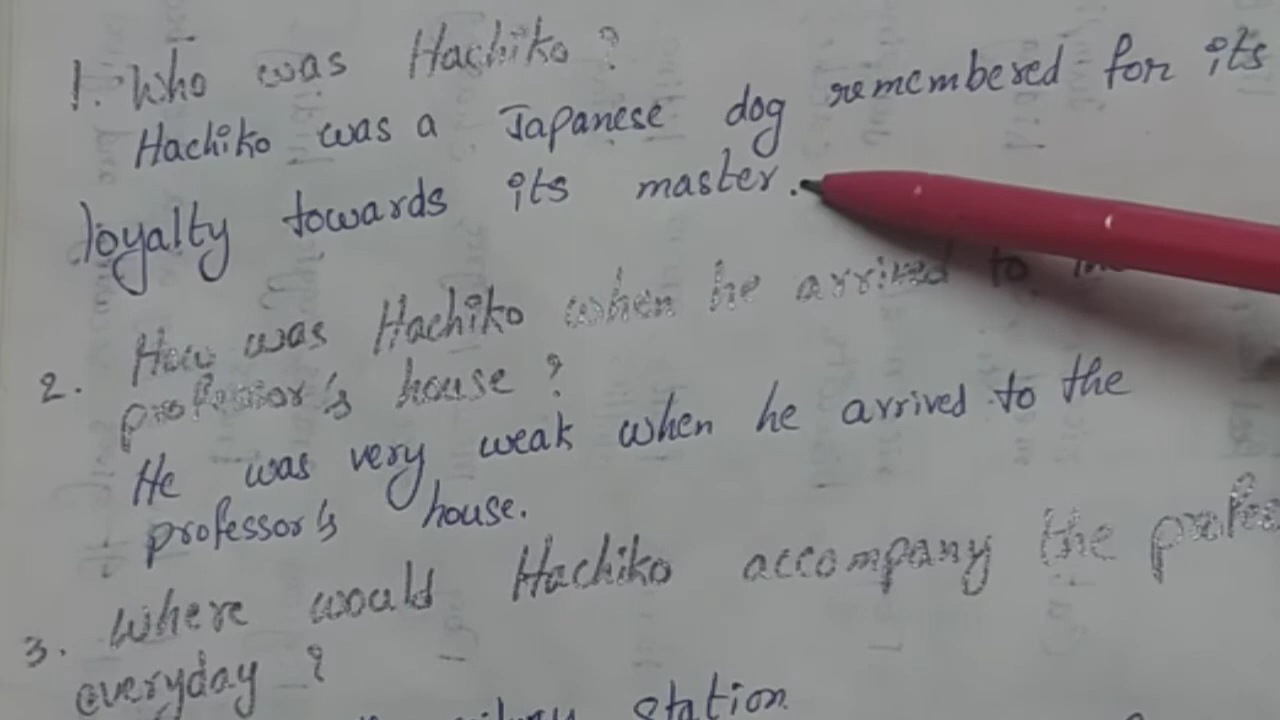 1. Who was Hachiko ?
Hachiko was a Japanese dog remembered for its
loyalty towards its master.
2. How was Hachiko when he arrived to the
professor's house ?
He was very weak when he arrived to the
professor's house.
3. Where would Hachiko accompany the
everyday ?
station